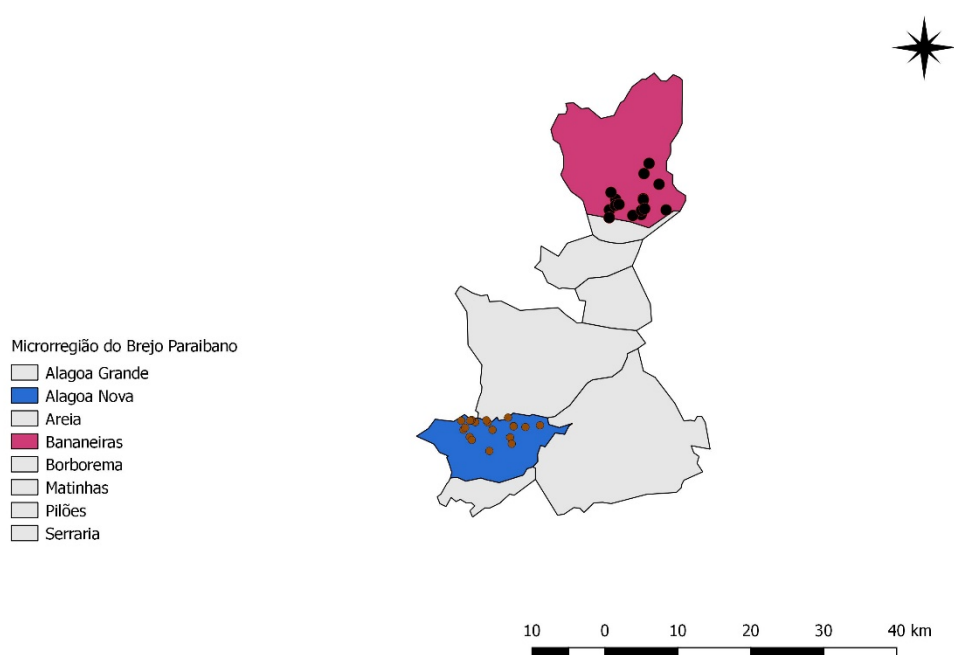 Microrregião do Brejo Paraibano
Alagoa Grande
Alagoa Nova
Areia
Bananeiras
Borborema
Matinhas
Pilões
Serraria
10 0 10 20 30 40 km